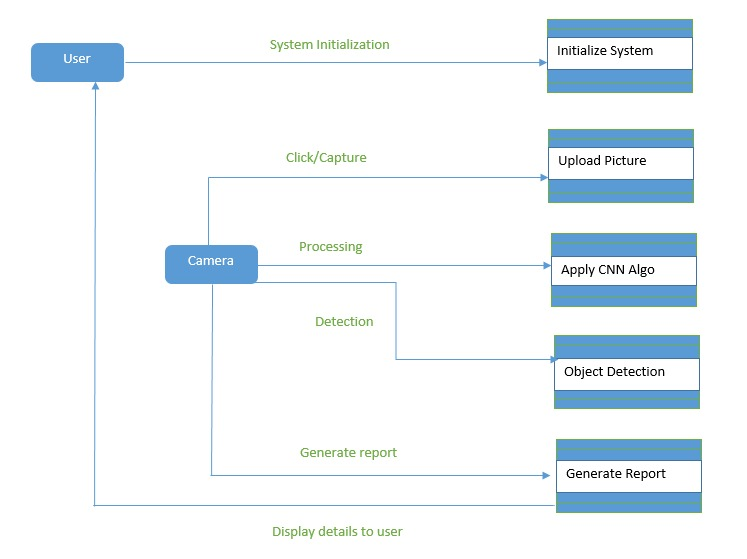 System Initialization
User
Initialize System
Click/Capture
Upload Picture
Processing
Camera
Apply CNN Algo
Detection
Object Detection
Generate report
Generate Report
Display details to user